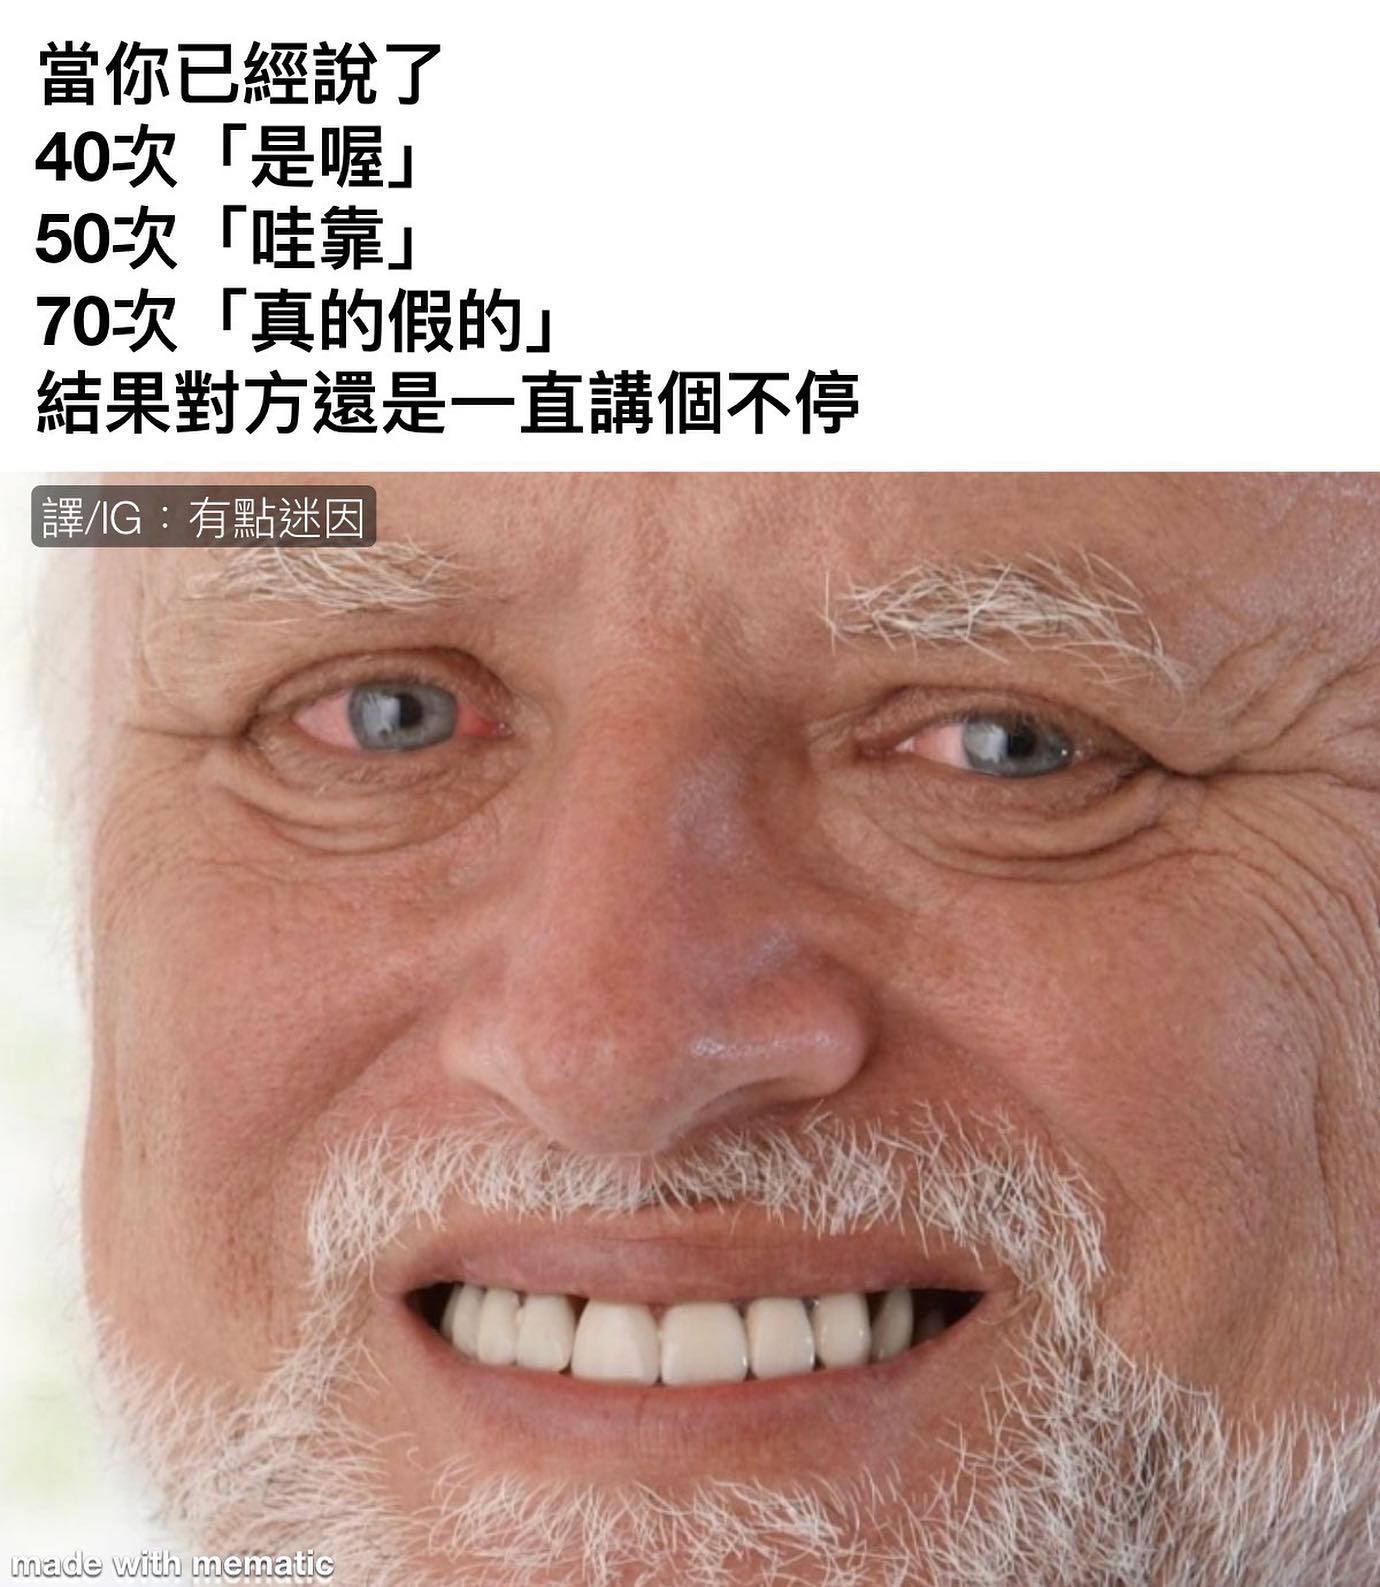 當你已經說了
40次「是喔」
50次「哇靠」
70次「真的假的」
結果對方還是一直講個不停
譯/IG：有點迷因
made with mematic